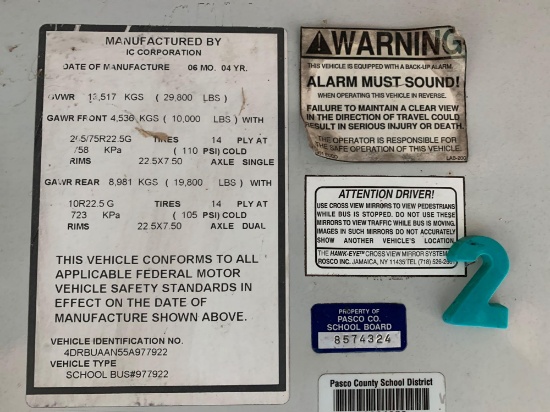 MANUFACTURED BY
IC CORPORATION
DATE OF MANUFACTURE 06 MO. 04 YR.
GVWR 13,517 KGS ( 29,800 LBS )
GAWR FRONT 4,536 KGS ( 10,000 LBS ) WITH
TIRES 14 PLY AT
KPa ( 110 PSI) COLD
RIMS 22.5X7.50 AXLE SINGLE
GAWR REAR 8,981 KGS ( 19,800 LBS ) WITH
10R22.5 G TIRES 14 PLY AT
723 KPa ( 105 PSI) COLD
RIMS 22.5X7.50 AXLE DUAL
THIS VEHICLE CONFORMS TO ALL
APPLICABLE FEDERAL MOTOR
VEHICLE SAFETY STANDARDS IN
EFFECT ON THE DATE OF
MANUFACTURE SHOWN ABOVE.
VEHICLE IDENTIFICATION NO.
4DRBUAAN55A977922
VEHICLE TYPE
SCHOOL BUS#977922
WARNING
THIS VEHICLE IS EQUIPPED WITH A BACK-UP ALARM.
ALARM MUST SOUND!
WHEN OPERATING THIS VEHICLE IN REVERSE.
FAILURE TO MAINTAIN A CLEAR VIEW
IN THE DIRECTION OF TRAVEL COULD
RESULT IN SERIOUS INJURY OR DEATH.
THE OPERATOR IS RESPONSIBLE FOR
THE SAFE OPERATION OF THIS VEHICLE.
ATTENTION DRIVER!
USE CROSS VIEW MIRRORS TO VIEW PEDESTRIANS
WHILE BUS IS STOPPED. DO NOT USE THESE
MIRRORS TO VIEW TRAFFIC WHILE BUS IS MOVING.
IMAGES IN SUCH MIRRORS DO NOT ACCURATELY
SHOW ANOTHER VEHICLE'S LOCATION.
THE HAWK-EYE CROSS VIEW MIRROR SYSTEM
ROSCO INC. JAMAICA, NY 11435 TEL (718) 526-
2
PROPERTY OF
PASCO CO.
SCHOOL BOARD
8574324
Pasco County School District